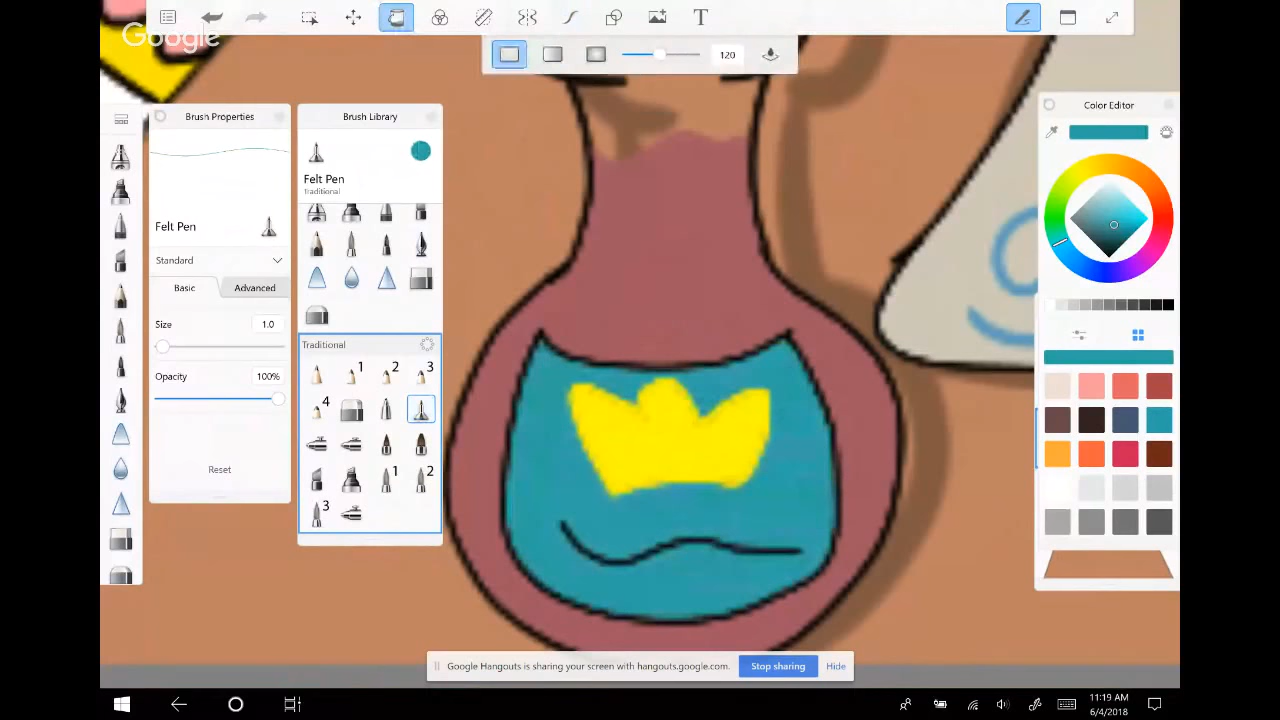 Google
T
120
Brush Properties
Brush Library
Color Editor
Felt Pen
Traditional
Felt Pen
Standard
Basic
Advanced
Size
1.0
Opacity
100%
Reset
Traditional
1
2
3
4
1
2
3
Google Hangouts is sharing your screen with hangouts.google.com.
Stop sharing
Hide
11:19 AM
6/4/2018